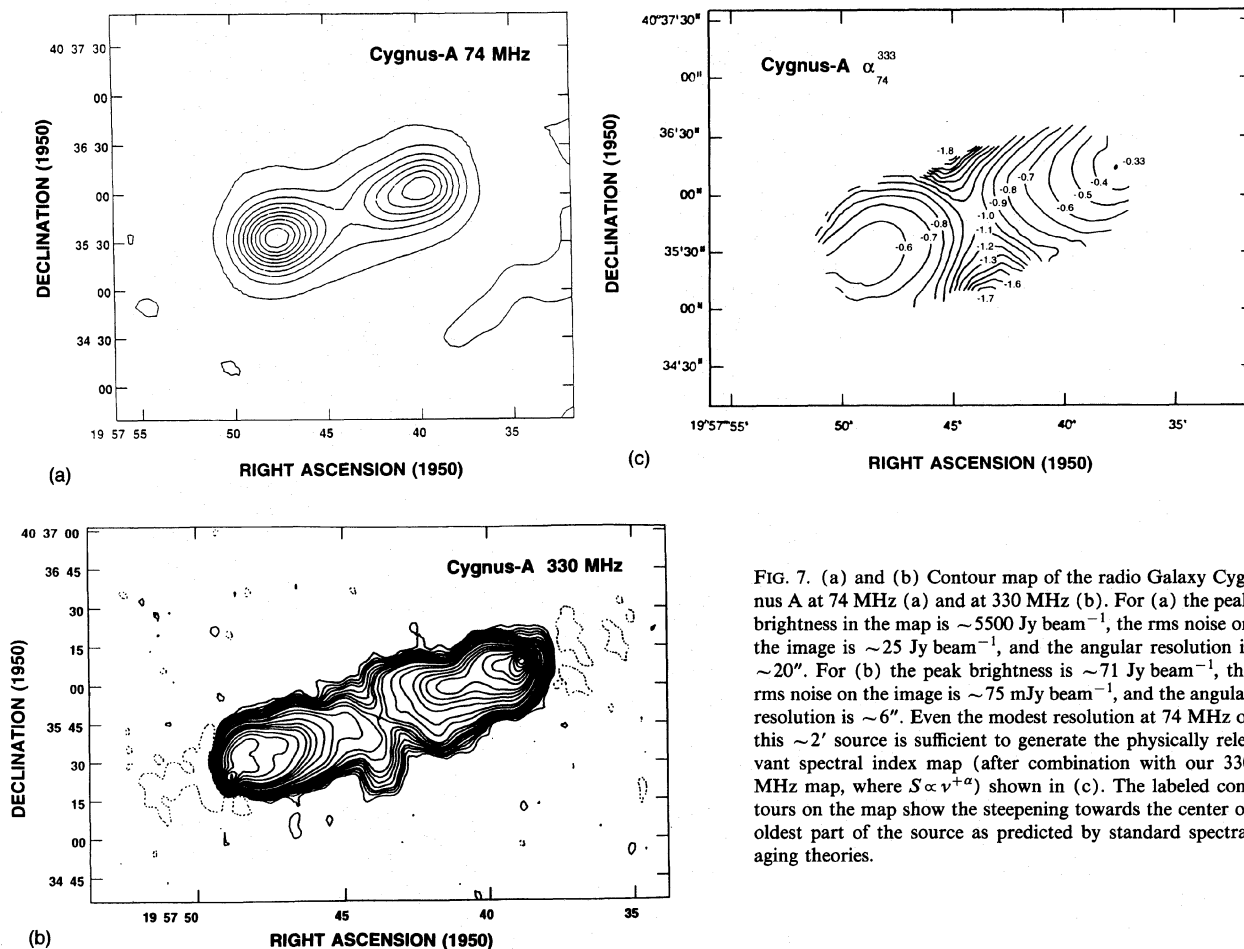 Cygnus-A 74 MHz
40 37 30
00
36 30
00
35 30
00
34 30
00
19 57 55
50
45
40
35
DECLINATION (1950)
RIGHT ASCENSION (1950)
(a)
Cygnus-A α 333 74
40°37'30"
00"
36'30"
00"
35'30"
00"
34'30"
-1.8
-0.7
-0.8
-0.9
-1.0
-1.1
-1.2
-1.3
-1.6
-1.7
-0.33
-0.4
-0.5
-0.6
-0.8
-0.7
-0.6
19ʰ57ᵐ55ˢ
50ˢ
45ˢ
40ˢ
35ˢ
DECLINATION (1950)
RIGHT ASCENSION (1950)
(c)
Cygnus-A 330 MHz
40 37 00
36 45
30
15
00
35 45
30
15
00
34 45
19 57 50
45
40
35
DECLINATION (1950)
RIGHT ASCENSION (1950)
(b)
FIG. 7. (a) and (b) Contour map of the radio Galaxy Cyg
nus A at 74 MHz (a) and at 330 MHz (b). For (a) the peak
brightness in the map is ~5500 Jy beam⁻¹, the rms noise on
the image is ~25 Jy beam⁻¹, and the angular resolution i
~20″. For (b) the peak brightness is ~71 Jy beam⁻¹, th
rms noise on the image is ~75 mJy beam⁻¹, and the angula
resolution is ~6″. Even the modest resolution at 74 MHz o
this ~2′ source is sufficient to generate the physically rele
vant spectral index map (after combination with our 330
MHz map, where S∝ν⁺ᵅ) shown in (c). The labeled con
tours on the map show the steepening towards the center o
oldest part of the source as predicted by standard spectra
aging theories.